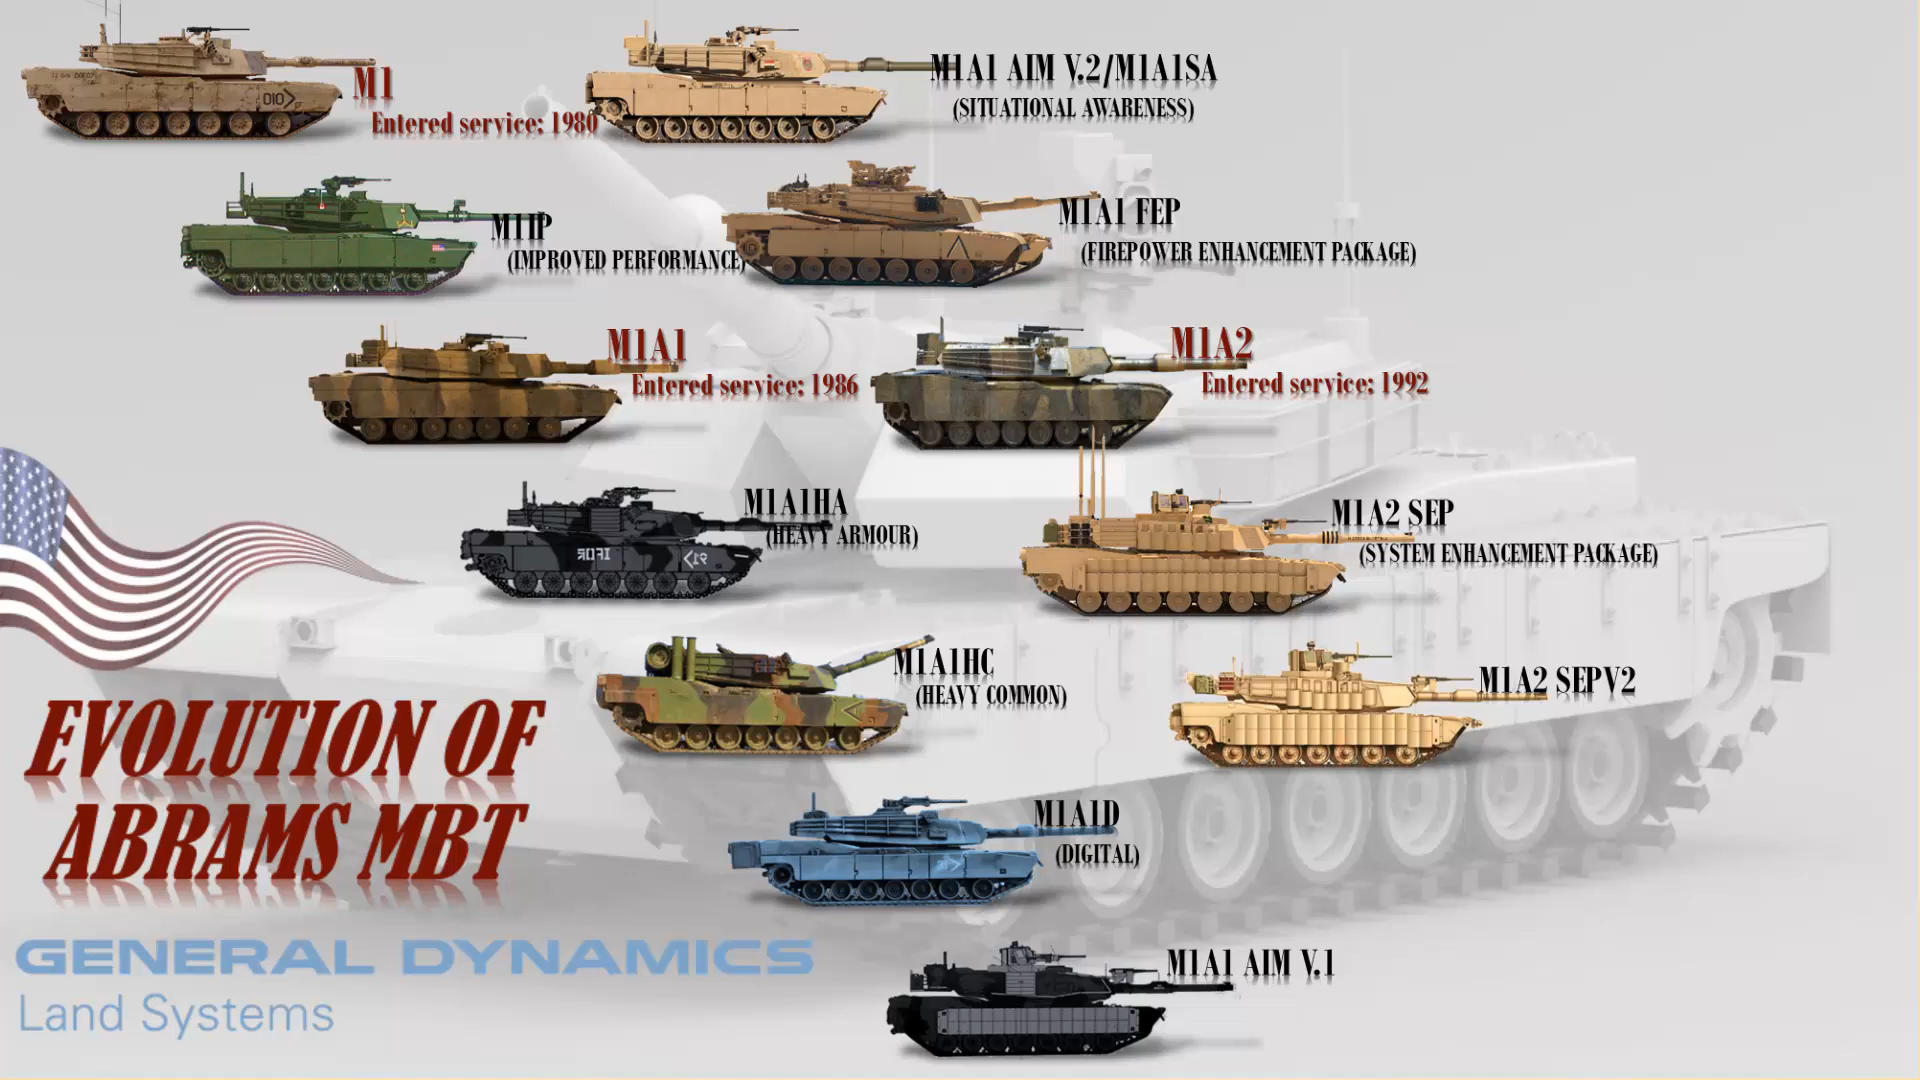 M1
Entered service: 1980
M1IP
(IMPROVED PERFORMANCE)
M1A1
Entered service: 1986
M1A1HA
(HEAVY ARMOUR)
M1A1HC
(HEAVY COMMON)
M1A1D
(DIGITAL)
M1A1 AIM V.1
M1A1 AIM V.2/M1A1SA
(SITUATIONAL AWARENESS)
M1A1 FEP
(FIREPOWER ENHANCEMENT PACKAGE)
M1A2
Entered service: 1992
M1A2 SEP
(SYSTEM ENHANCEMENT PACKAGE)
M1A2 SEPV2
EVOLUTION OF
ABRAMS MBT
GENERAL DYNAMICS
Land Systems